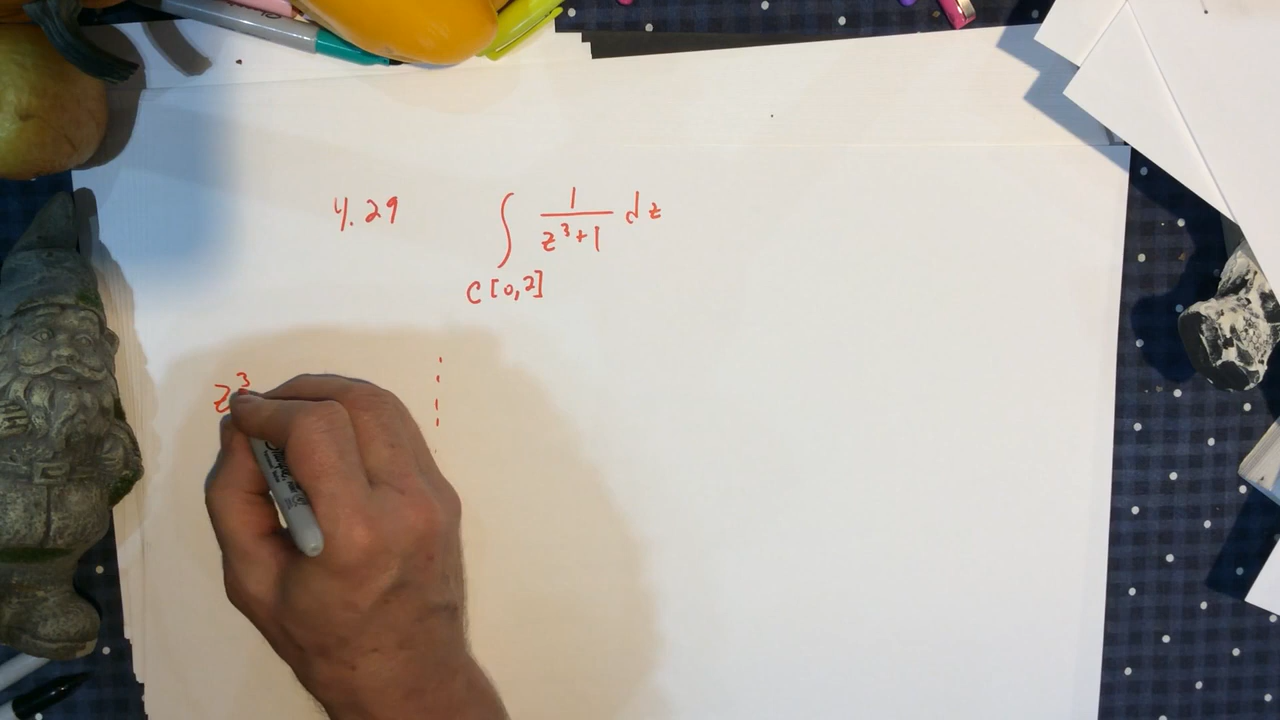 4.29 ∫ 1/(z³+1) dz
C[0,2]
z³